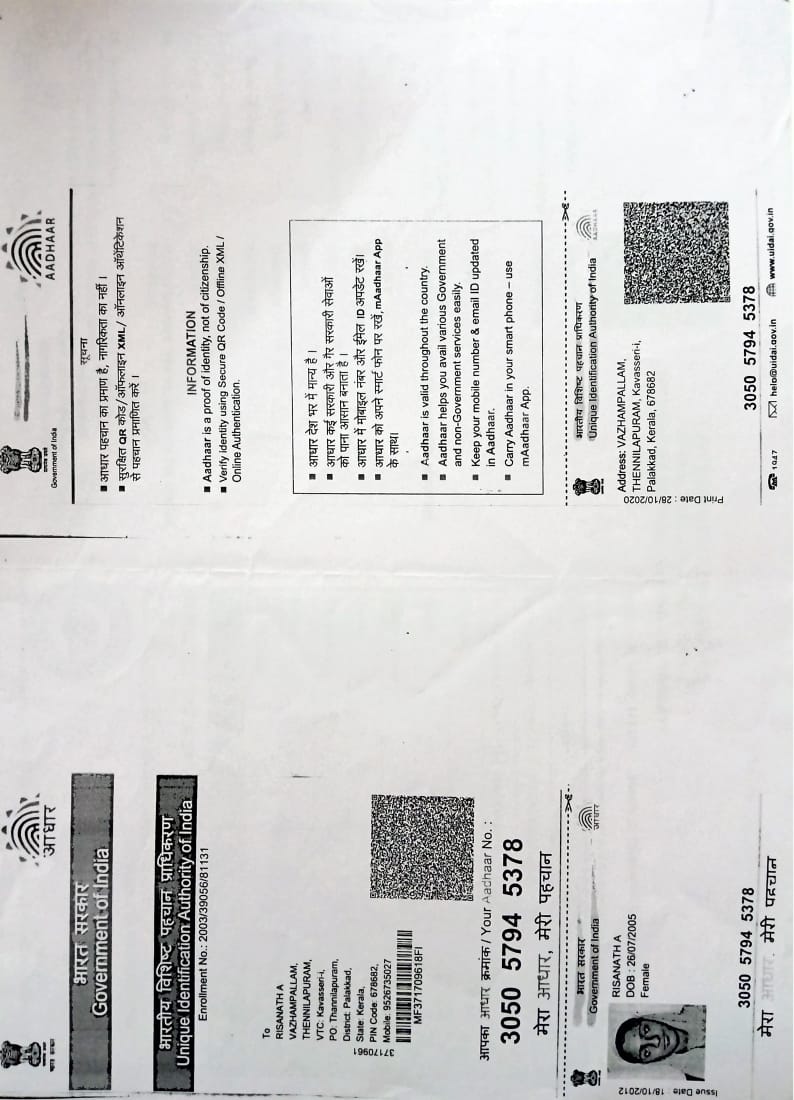 आधार
भारत सरकार
Government of India
भारतीय विशिष्ट पहचान प्राधिकरण
Unique Identification Authority of India
Enrollment No.: 2003/39056/81131
To
RISANATH A
VAZHAMPALLAM,
THENNILAPURAM,
VTC: Kavasseri-i,
PO: Thannilapuram,
District: Palakkad,
State: Kerala,
PIN Code: 678682,
Mobile: 9526735027
37170961
MF371709618FI
आपका आधार क्रमांक / Your Aadhaar No. :
3050 5794 5378
मेरा आधार, मेरी पहचान
भारत सरकार
Government of India
आधार
Issue Date : 18/10/2012
RISANATH A
DOB : 26/07/2005
Female
3050 5794 5378
मेरा आधार, मेरी पहचान
Government of India
AADHAAR
सूचना
■ आधार पहचान का प्रमाण है, नागरिकता का नहीं ।
■ सुरक्षित QR कोड/ऑफ्लाइन XML/ ऑनलाइन ऑथेंटिकेशन
से पहचान प्रमाणित करें ।
INFORMATION
■ Aadhaar is a proof of identity, not of citizenship.
■ Verify identity using Secure QR Code / Offline XML /
Online Authentication.
■ आधार देश भर में मान्य है ।
■ आधार कई सरकारी और गैर सरकारी सेवाओं
को पाना आसान बनाता है ।
■ आधार में मोबाइल नंबर और ईमेल ID अपडेट रखें।
■ आधार को अपने स्मार्ट फोन पर रखें, mAadhaar App
के साथ।
■ Aadhaar is valid throughout the country.
■ Aadhaar helps you avail various Government
and non-Government services easily.
■ Keep your mobile number & email ID updated
in Aadhaar.
■ Carry Aadhaar in your smart phone – use
mAadhaar App.
भारतीय विशिष्ट पहचान प्राधिकरण
Unique Identification Authority of India
AADHAAR
Print Date : 28/10/2020
Address: VAZHAMPALLAM,
THENNILAPURAM, Kavasseri-i,
Palakkad, Kerala, 678682
3050 5794 5378
1947
help@uidai.gov.in
www.uidai.gov.in